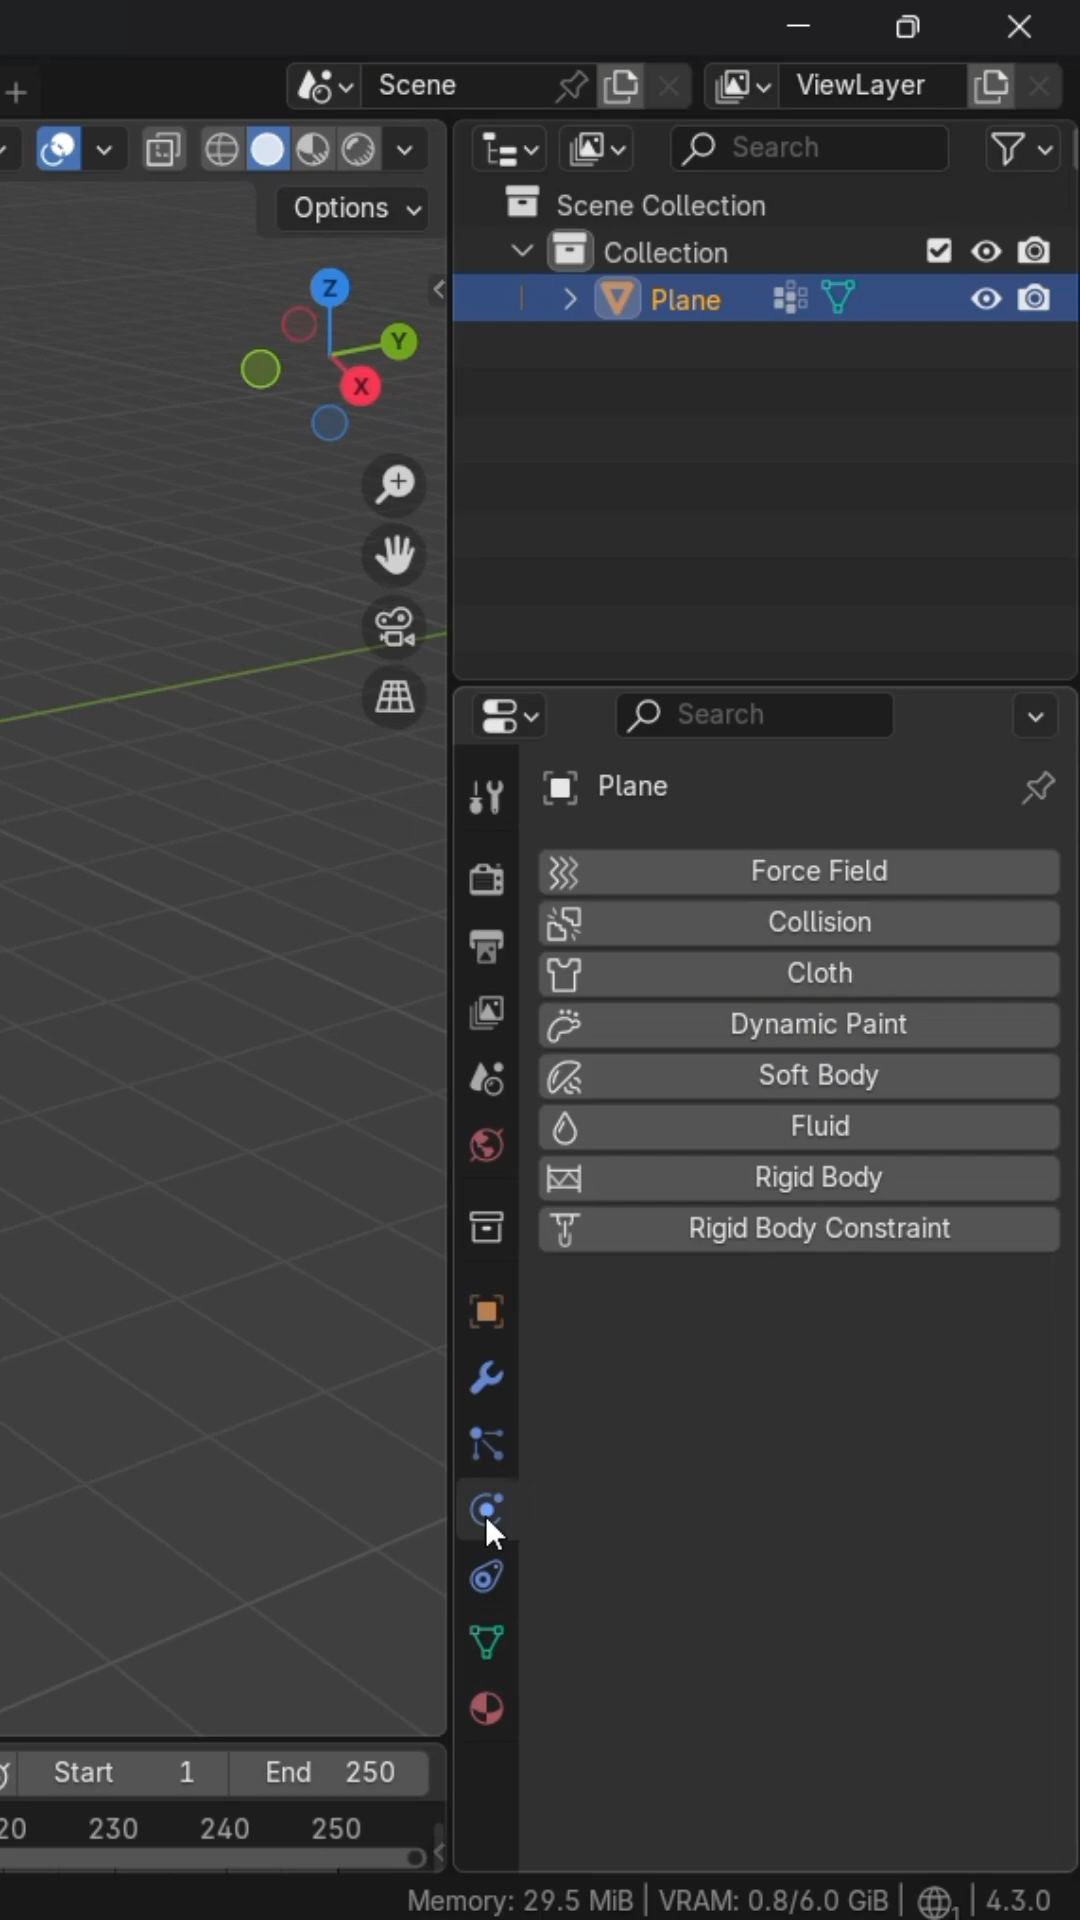 Scene
ViewLayer
Search
Options
Scene Collection
Collection
Z
Plane
Y
X
Search
Plane
Force Field
Collision
Cloth
Dynamic Paint
Soft Body
Fluid
Rigid Body
Rigid Body Constraint
Start 1 End 250
20 230 240 250
Memory: 29.5 MiB | VRAM: 0.8/6.0 GiB | 1 | 4.3.0